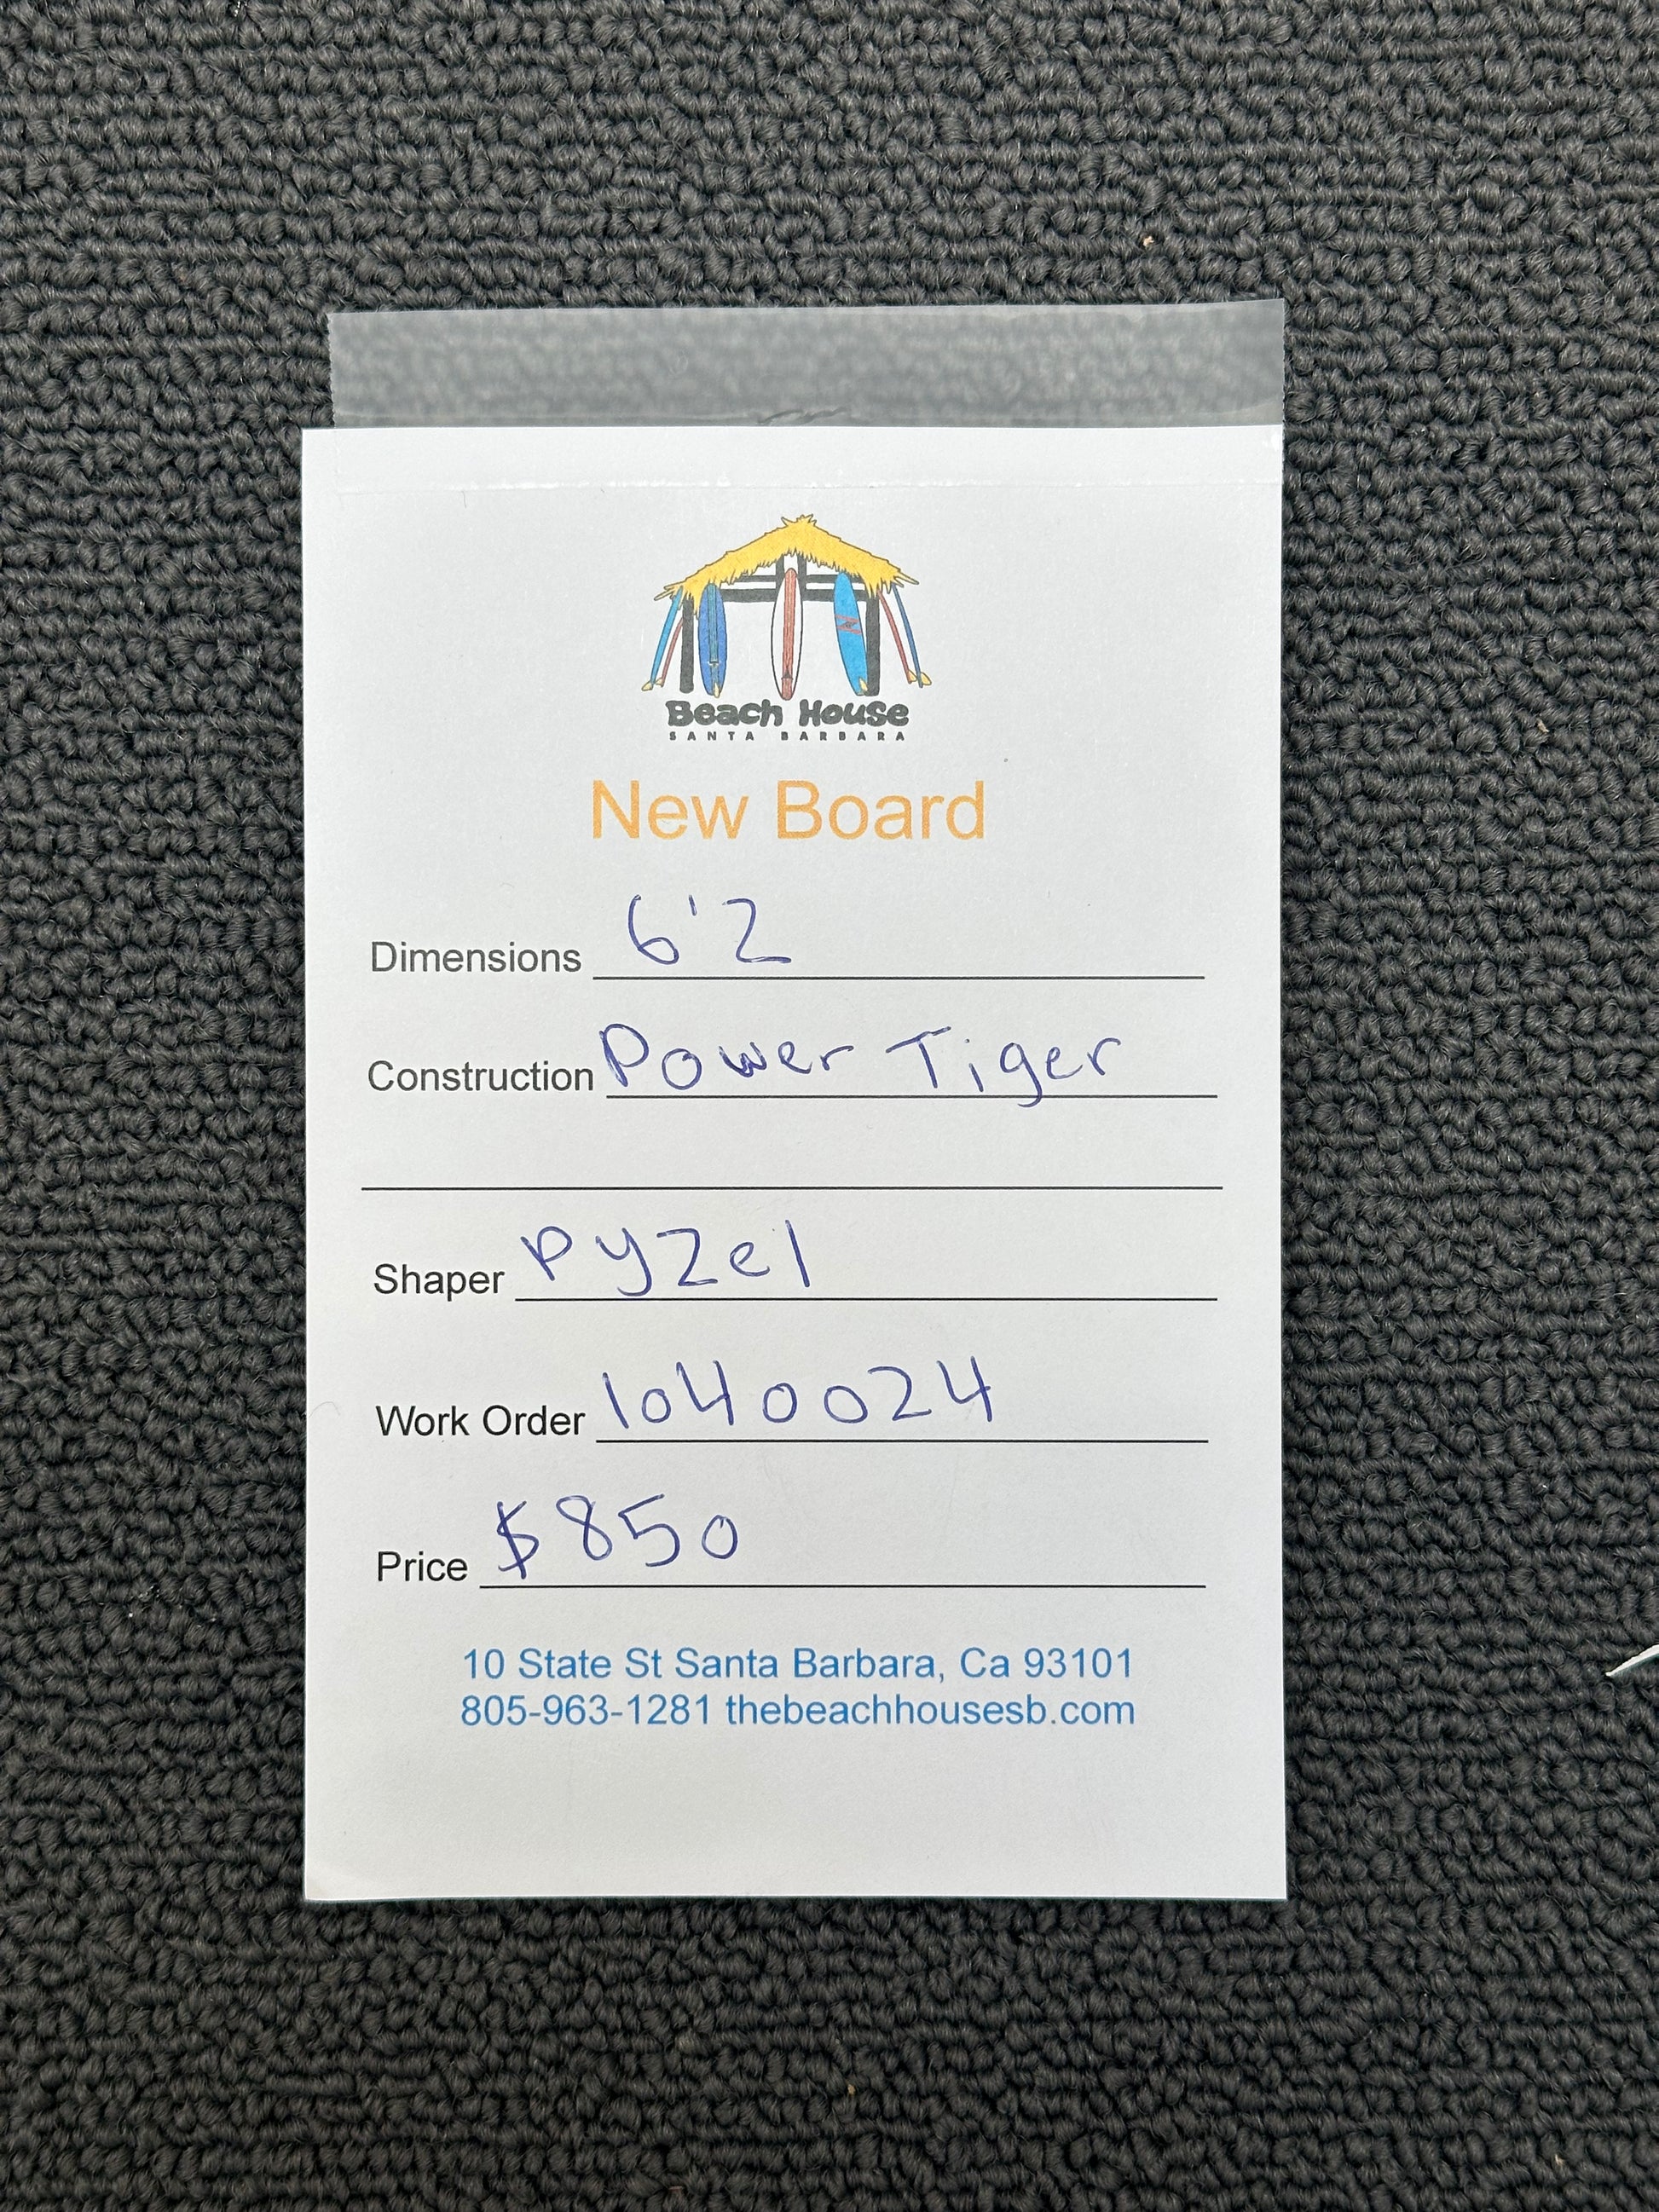 Beach House
SANTA BARBARA
New Board
Dimensions 6'2
Construction Power Tiger
Shaper Pyzel
Work Order 1040024
Price $850
10 State St Santa Barbara, Ca 93101
805-963-1281 thebeachhousesb.com